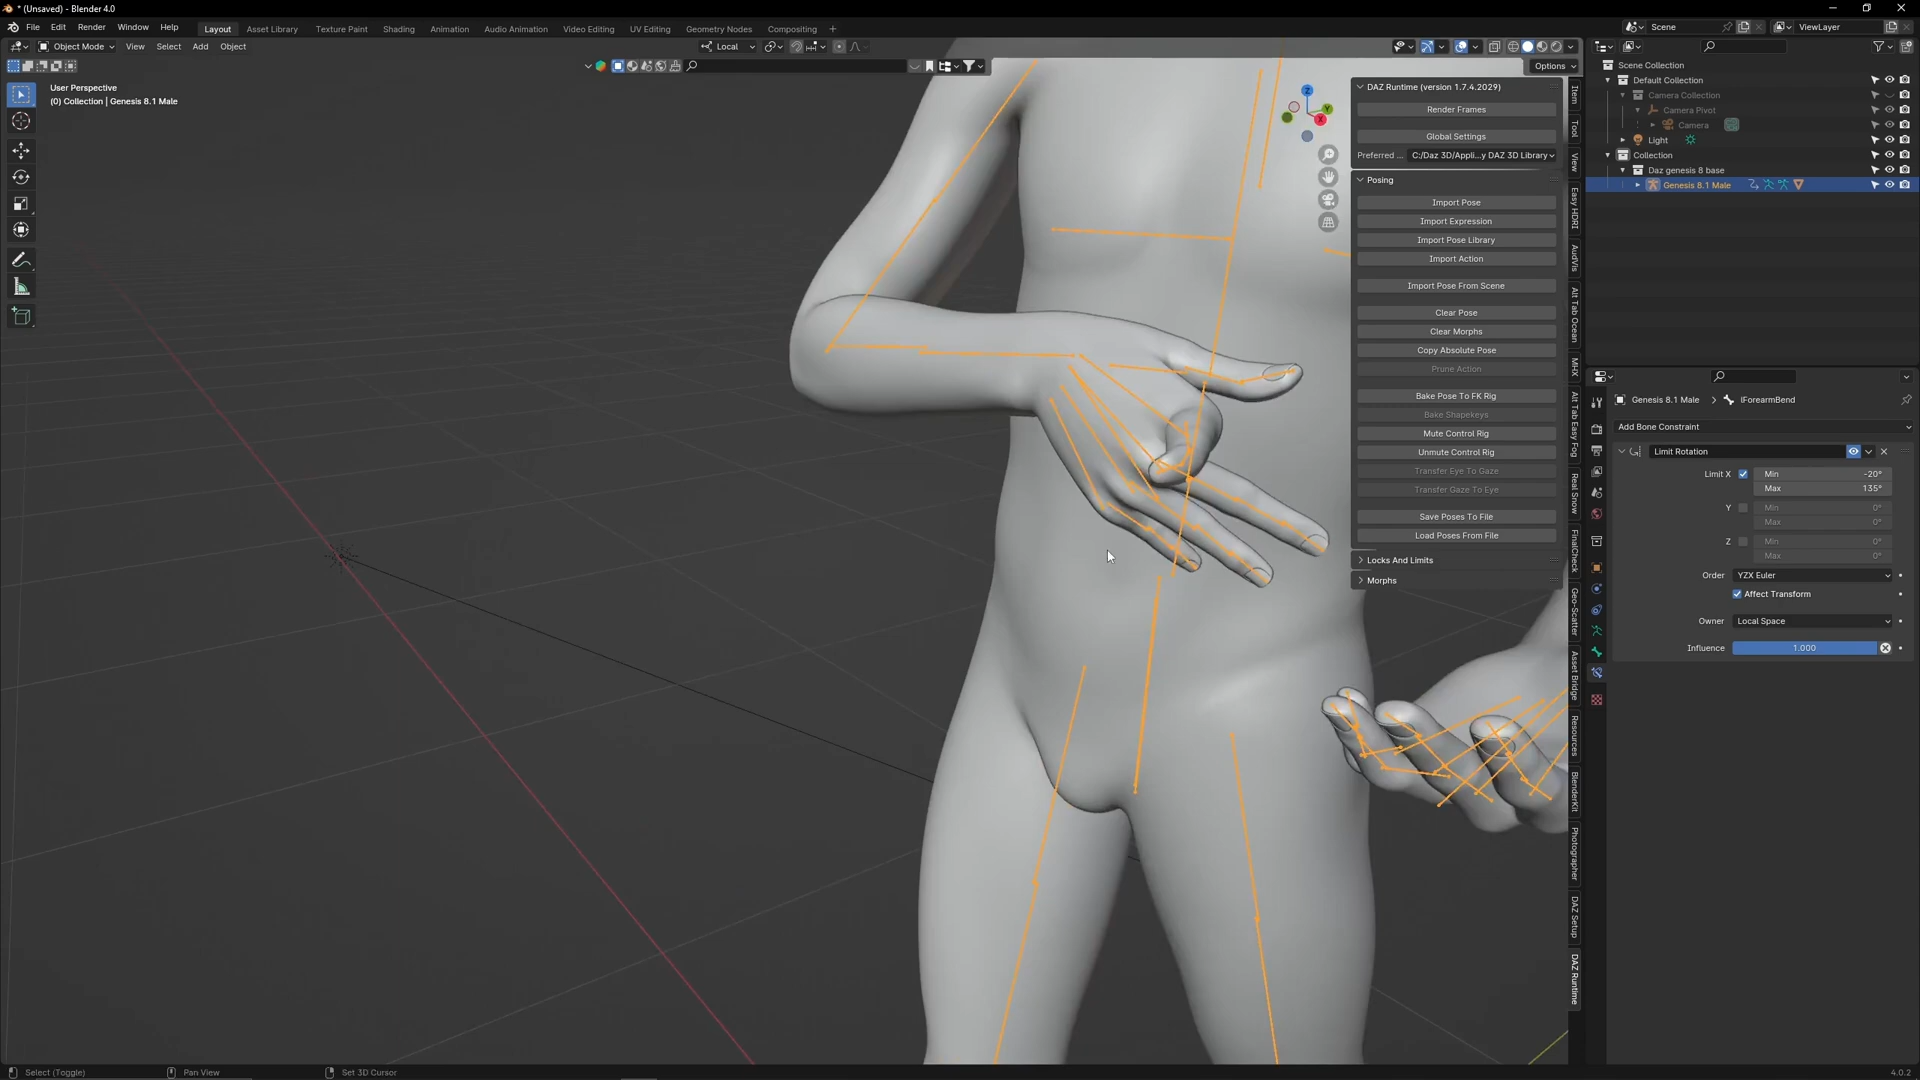 * (Unsaved) - Blender 4.0
File Edit Render Window Help
Layout Asset Library Texture Paint Shading Animation Audio Animation Video Editing UV Editing Geometry Nodes Compositing +
Scene
ViewLayer
Object Mode View Select Add Object
Local
Options
User Perspective
(0) Collection | Genesis 8.1 Male
Z
Y
X
DAZ Runtime (version 1.7.4.2029)
Render Frames
Global Settings
Preferred ... C:/Daz 3D/Appli...y DAZ 3D Library
Posing
Import Pose
Import Expression
Import Pose Library
Import Action
Import Pose From Scene
Clear Pose
Clear Morphs
Copy Absolute Pose
Prune Action
Bake Pose To FK Rig
Bake Shapekeys
Mute Control Rig
Unmute Control Rig
Transfer Eye To Gaze
Transfer Gaze To Eye
Save Poses To File
Load Poses From File
Locks And Limits
Morphs
Item
Tool
View
Easy HDRI
AudVis
Alt Tab Ocean
MHX
Alt Tab Easy Fog
Real Snow
FinalCheck
Geo-Scatter
Asset Bridge
Resources
BlenderKit
Photographer
DAZ Setup
DAZ Runtime
Scene Collection
Default Collection
Camera Collection
Camera Pivot
Camera
Light
Collection
Daz genesis 8 base
Genesis 8.1 Male
Genesis 8.1 Male > lForearmBend
Add Bone Constraint
Limit Rotation
Limit X Min -20°
Max 135°
Y Min 0°
Max 0°
Z Min 0°
Max 0°
Order YZX Euler
Affect Transform
Owner Local Space
Influence 1.000
Select (Toggle) Pan View Set 3D Cursor
4.0.2